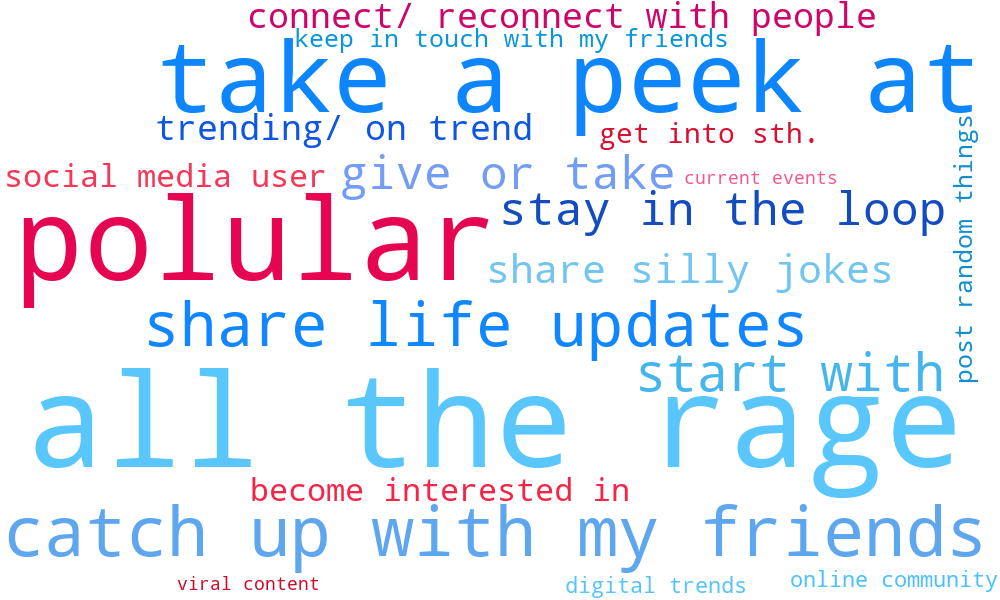 connect/ reconnect with people
keep in touch with my friends
take a peek at
trending/ on trend
get into sth.
social media user
give or take
current events
polular
stay in the loop
post random things
share silly jokes
share life updates
start with
all the rage
become interested in
catch up with my friends
viral content
digital trends
online community